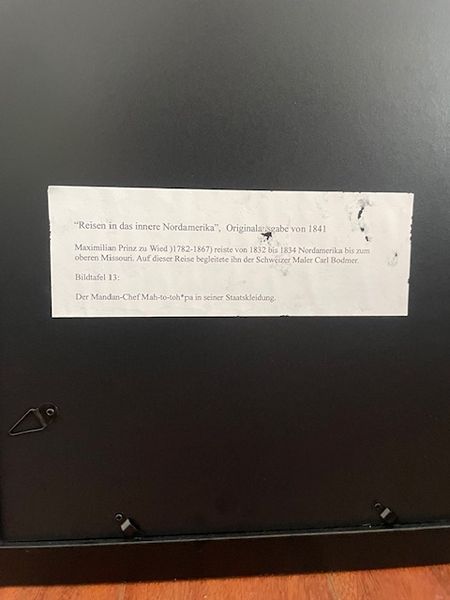 "Reisen in das innere Nordamerika", Originalausgabe von 1841
Maximilian Prinz zu Wied )1782-1867) reiste von 1832 bis 1834 Nordamerika bis zum
oberen Missouri. Auf dieser Reise begleitete ihn der Schweizer Maler Carl Bodmer.
Bildtafel 13:
Der Mandan-Chef Mah-to-toh*pa in seiner Staatskleidung.